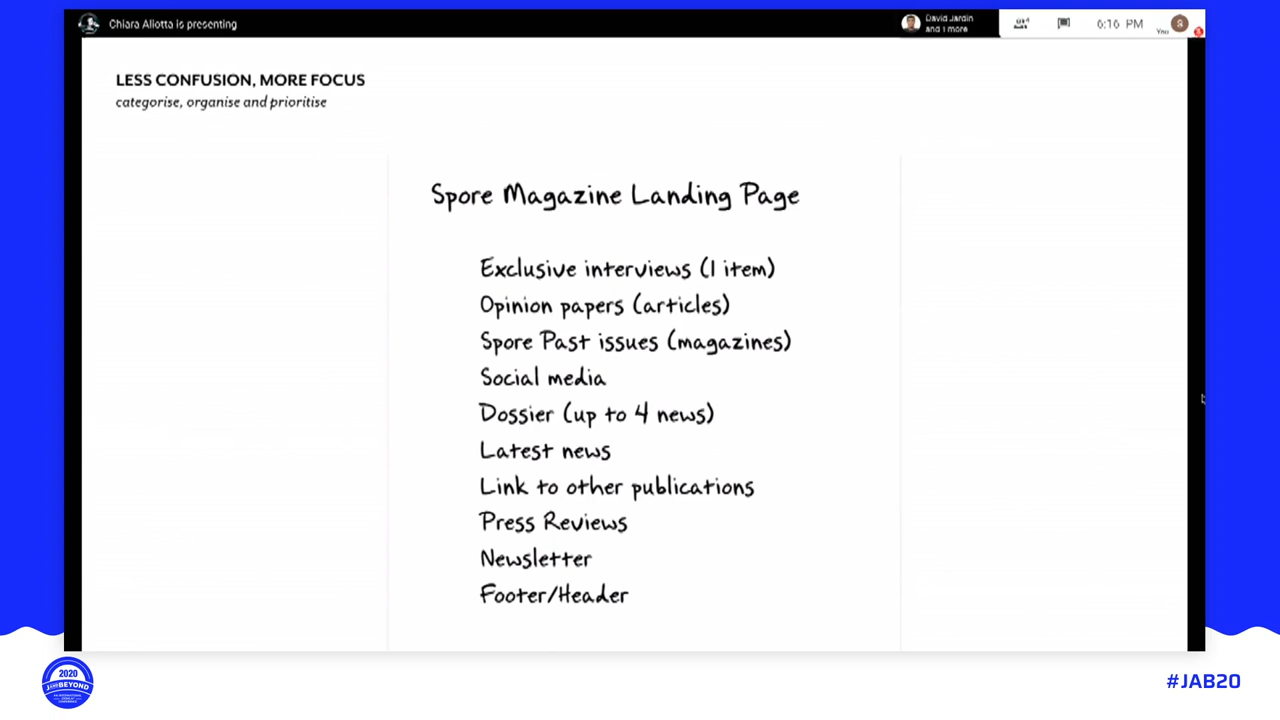 Chiara Aliotta is presenting
David Jardin
and 1 more
6:16 PM
You
S
LESS CONFUSION, MORE FOCUS
categorise, organise and prioritise
Spore Magazine Landing Page
Exclusive interviews (1 item)
Opinion papers (articles)
Spore Past issues (magazines)
Social media
Dossier (up to 4 news)
Latest news
Link to other publications
Press Reviews
Newsletter
Footer/Header
2020
JANDBEYOND
#JAB20